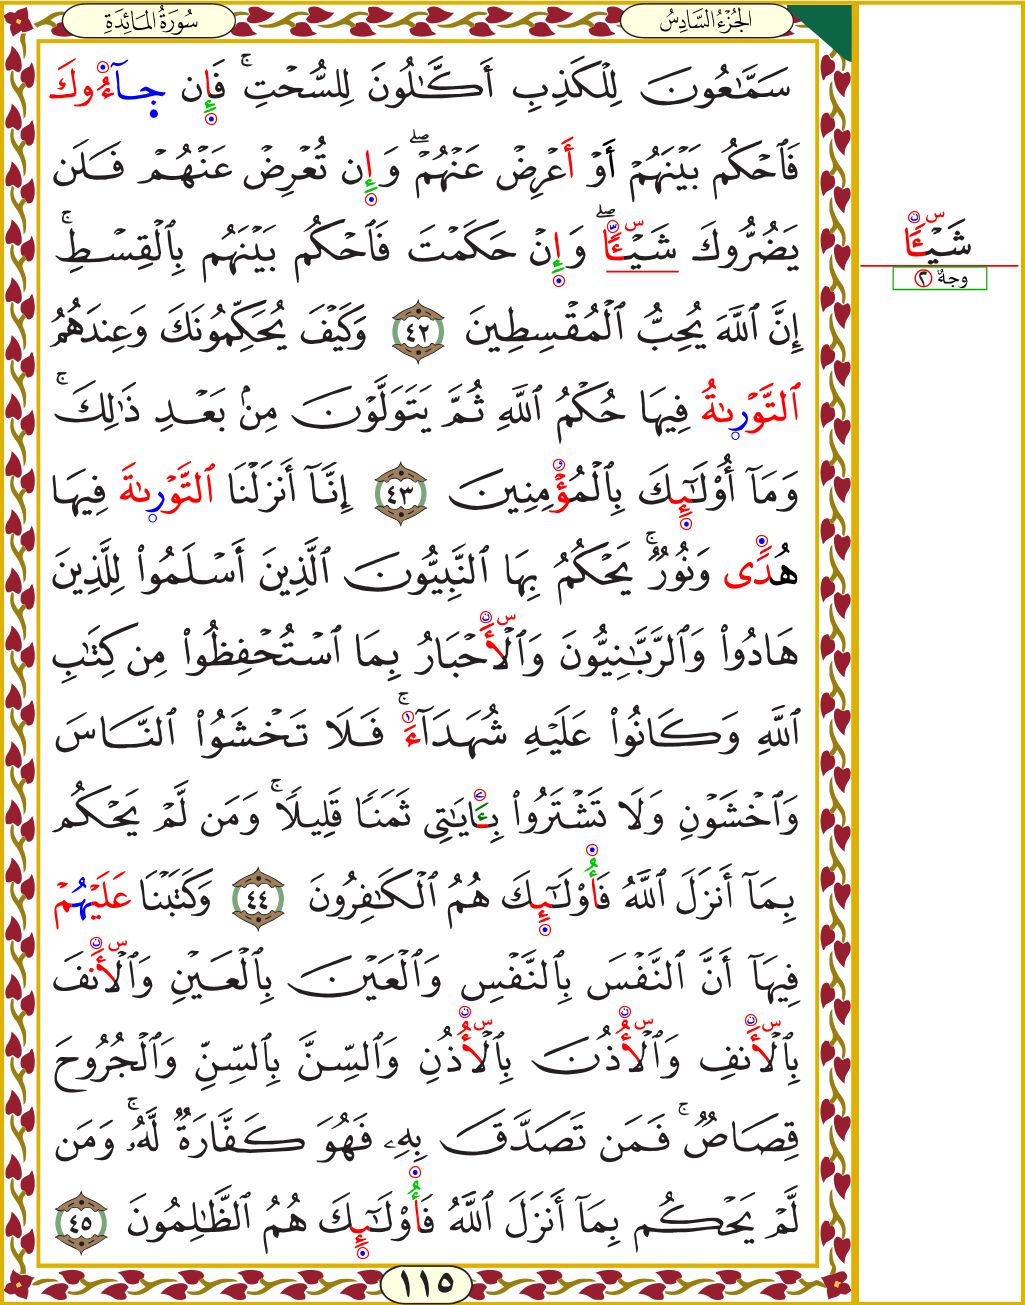 الجُزْءُ السَّادِسُ
سُورَةُ المَائِدَةِ
سَمَّٰعُونَ لِلْكَذِبِ أَكَّٰلُونَ لِلسُّحْتِ ۚ فَإِن جَآءُوكَ
فَٱحْكُم بَيْنَهُمْ أَوْ أَعْرِضْ عَنْهُمْ ۖ وَإِن تُعْرِضْ عَنْهُمْ فَلَن
يَضُرُّوكَ شَيْـًٔا ۖ وَإِنْ حَكَمْتَ فَٱحْكُم بَيْنَهُم بِٱلْقِسْطِ ۚ
إِنَّ ٱللَّهَ يُحِبُّ ٱلْمُقْسِطِينَ ٤٢ وَكَيْفَ يُحَكِّمُونَكَ وَعِندَهُمُ
ٱلتَّوْرَىٰةُ فِيهَا حُكْمُ ٱللَّهِ ثُمَّ يَتَوَلَّوْنَ مِنۢ بَعْدِ ذَٰلِكَ ۚ
وَمَآ أُو۟لَٰٓئِكَ بِٱلْمُؤْمِنِينَ ٤٣ إِنَّآ أَنزَلْنَا ٱلتَّوْرَىٰةَ فِيهَا
هُدًى وَنُورٌ ۚ يَحْكُمُ بِهَا ٱلنَّبِيُّونَ ٱلَّذِينَ أَسْلَمُوا۟ لِلَّذِينَ
هَادُوا۟ وَٱلرَّبَّٰنِيُّونَ وَٱلْأَحْبَارُ بِمَا ٱسْتُحْفِظُوا۟ مِن كِتَٰبِ
ٱللَّهِ وَكَانُوا۟ عَلَيْهِ شُهَدَآءَ ۚ فَلَا تَخْشَوُا۟ ٱلنَّاسَ
وَٱخْشَوْنِ وَلَا تَشْتَرُوا۟ بِـَٔايَٰتِى ثَمَنًا قَلِيلًا ۚ وَمَن لَّمْ يَحْكُم
بِمَآ أَنزَلَ ٱللَّهُ فَأُو۟لَٰٓئِكَ هُمُ ٱلْكَٰفِرُونَ ٤٤ وَكَتَبْنَا عَلَيْهِمْ
فِيهَآ أَنَّ ٱلنَّفْسَ بِٱلنَّفْسِ وَٱلْعَيْنَ بِٱلْعَيْنِ وَٱلْأَنفَ
بِٱلْأَنفِ وَٱلْأُذُنَ بِٱلْأُذُنِ وَٱلسِّنَّ بِٱلسِّنِّ وَٱلْجُرُوحَ
قِصَاصٌ ۚ فَمَن تَصَدَّقَ بِهِۦ فَهُوَ كَفَّارَةٌ لَّهُۥ ۚ وَمَن
لَّمْ يَحْكُم بِمَآ أَنزَلَ ٱللَّهُ فَأُو۟لَٰٓئِكَ هُمُ ٱلظَّٰلِمُونَ ٤٥
١١٥
شَيْـًٔا
وجهٌ ٢